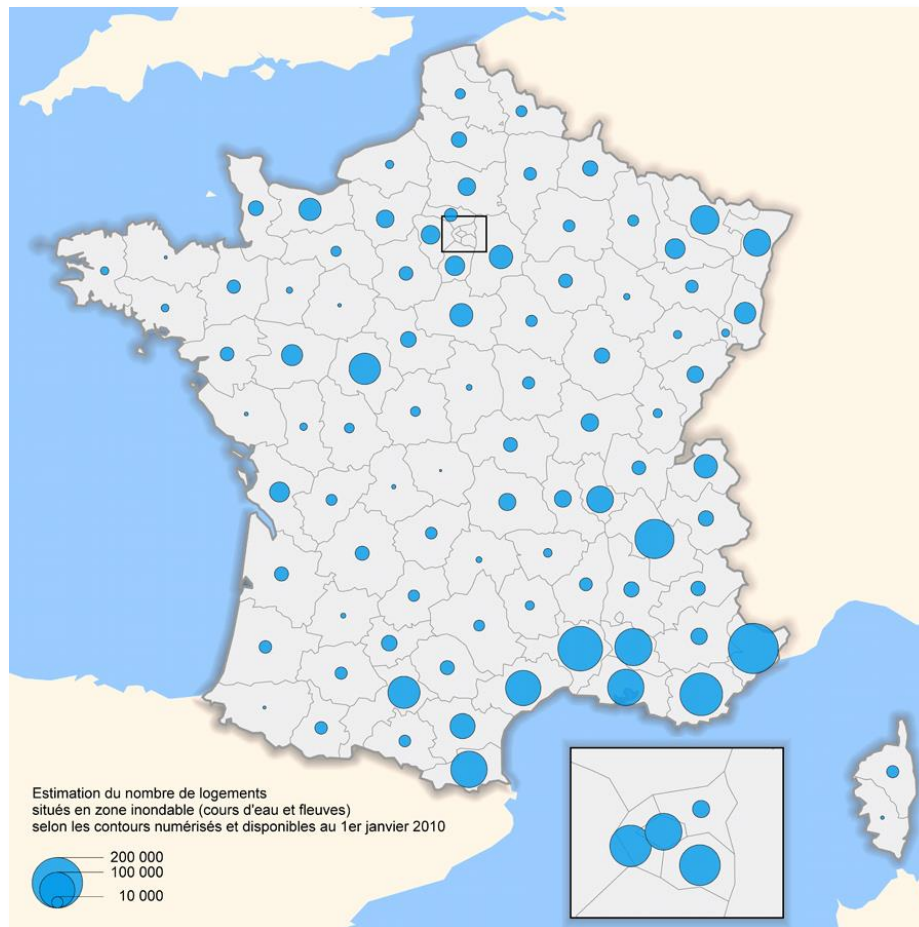 Estimation du nombre de logements
situés en zone inondable (cours d'eau et fleuves)
selon les contours numérisés et disponibles au 1er janvier 2010
200 000
100 000
10 000